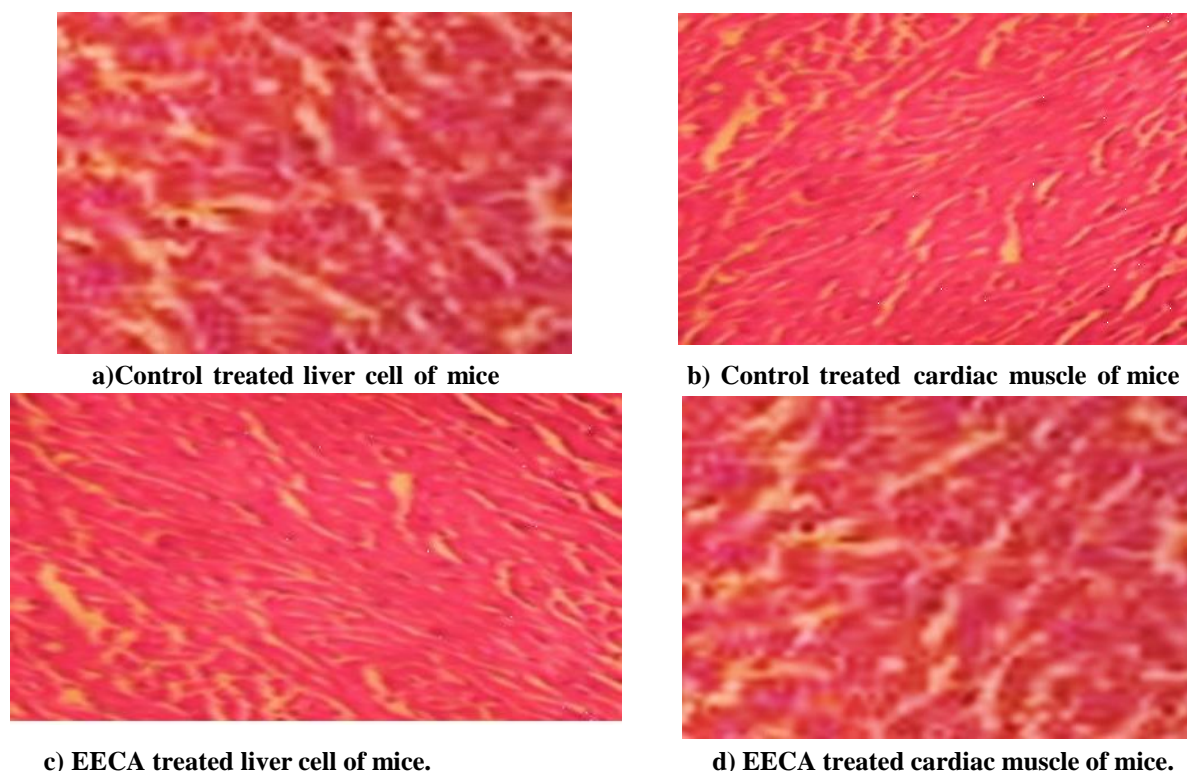 a)Control treated liver cell of mice
b) Control treated cardiac muscle of mice
c) EECA treated liver cell of mice.
d) EECA treated cardiac muscle of mice.